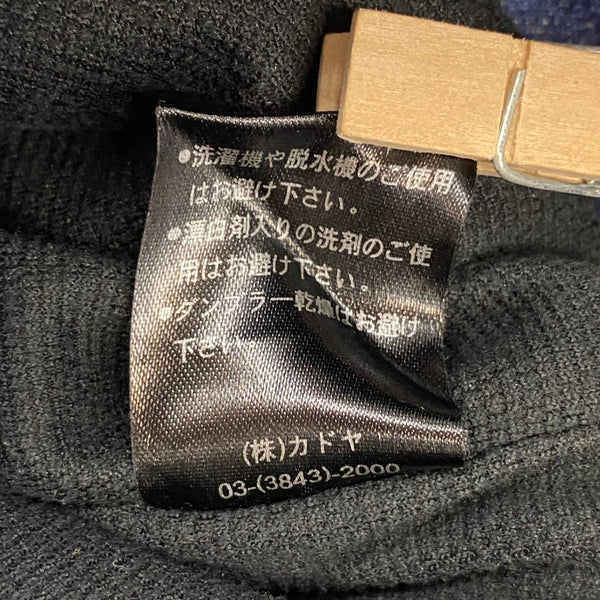 ●洗濯機や脱水機のご使用
はお避け下さい。
●漂白剤入りの洗剤のご使
用はお避け下さい。
●タンブラー乾燥はお避け
下さい
(株)カドヤ
03-(3843)-2000